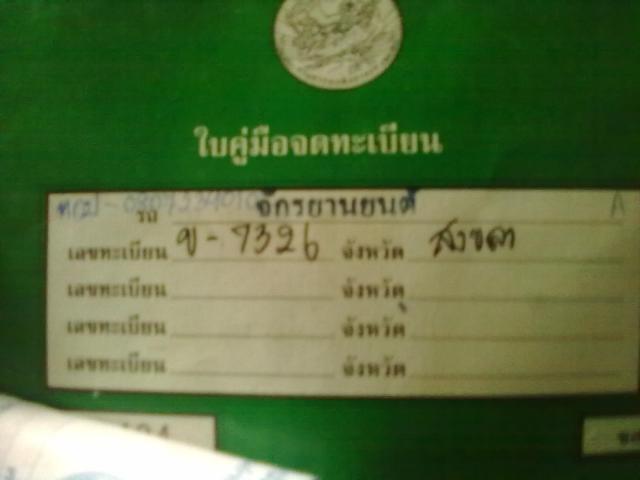 ใบคู่มือจดทะเบียน
รถ จักรยานยนต์ A
เลขทะเบียน ข - 7326 จังหวัด สงขลา
เลขทะเบียน จังหวัด
เลขทะเบียน จังหวัด
เลขทะเบียน จังหวัด